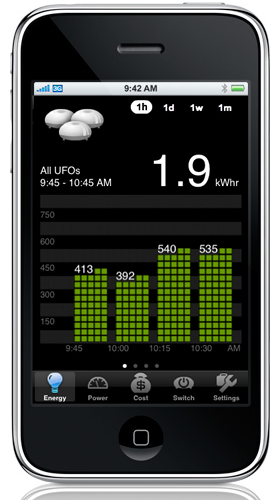 3G 9:42 AM
1h 1d 1w 1m
All UFOs
9:45 - 10:45 AM
1.9 kWhr
750
600
450
300
150
413 392 540 535
9:45 10:00 10:15 10:30 AM
Energy Power Cost Switch Settings